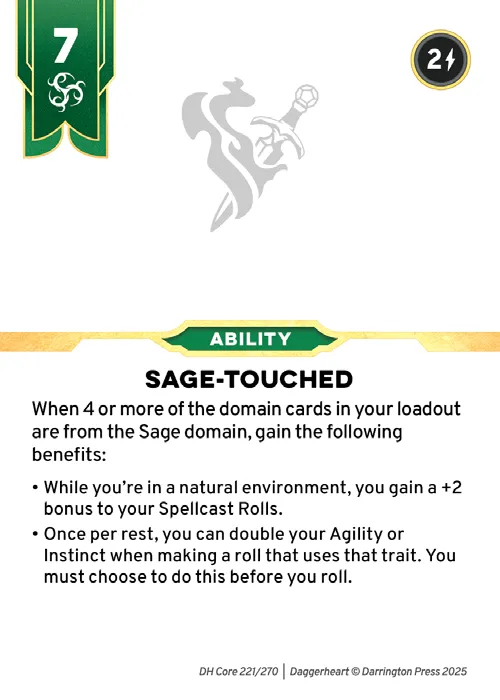 7
2
ABILITY
SAGE-TOUCHED
When 4 or more of the domain cards in your loadout
are from the Sage domain, gain the following
benefits:
• While you're in a natural environment, you gain a +2
bonus to your Spellcast Rolls.
• Once per rest, you can double your Agility or
Instinct when making a roll that uses that trait. You
must choose to do this before you roll.
DH Core 221/270 | Daggerheart © Darrington Press 2025